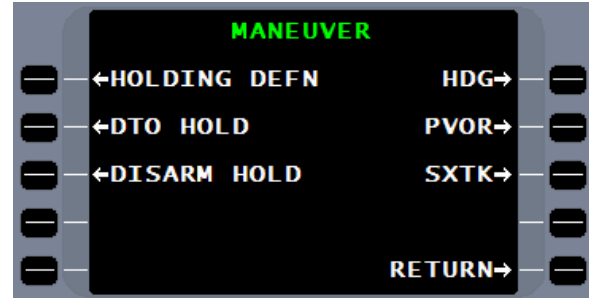 MANEUVER
←HOLDING DEFN HDG→
←DTO HOLD PVOR→
←DISARM HOLD SXTK→
RETURN→